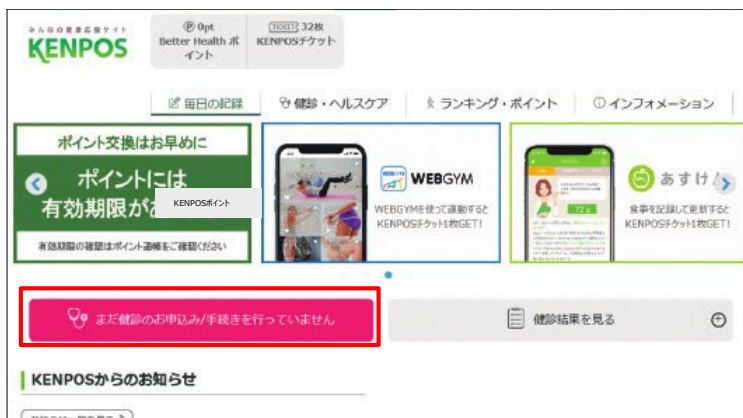 みんなの健康応援サイト
KENPOS
Ⓟ 0pt
Better Health ポ
イント
TICKET 32枚
KENPOSチケット
毎日の記録
健診・ヘルスケア
ランキング・ポイント
インフォメーション
ポイント交換はお早めに
ポイントには
有効期限が
KENPOSポイント
有効期限の確認はポイント通帳をご確認ください
WEBGYM
WEBGYMを使って運動すると
KENPOSチケット1枚GET!
あすけ
食事を記録して更新すると
KENPOSチケット1枚GET!
まだ健診のお申込み/手続きを行っていません
健診結果を見る
KENPOSからのお知らせ